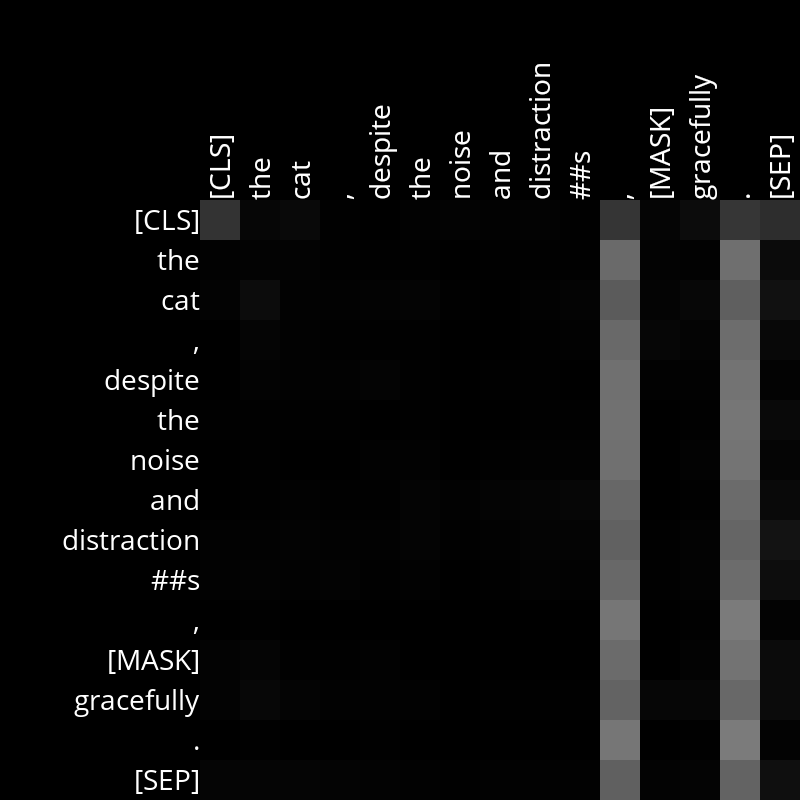 [CLS] the cat , despite the noise and distraction ##s , [MASK] gracefully . [SEP]
[CLS]
the
cat
,
despite
the
noise
and
distraction
##s
,
[MASK]
gracefully
.
[SEP]